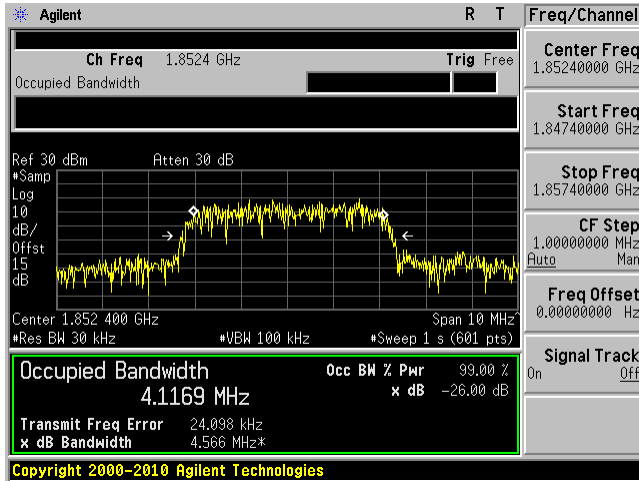 Agilent R T
Freq/Channel
Ch Freq 1.8524 GHz Trig Free
Occupied Bandwidth
Center Freq
1.85240000 GHz
Start Freq
1.84740000 GHz
Stop Freq
1.85740000 GHz
CF Step
1.00000000 MHz
Auto Man
Freq Offset
0.00000000 Hz
Signal Track
On Off
Ref 30 dBm Atten 30 dB
#Samp
Log
10
dB/
Offst
15
dB
Center 1.852 400 GHz Span 10 MHz^
#Res BW 30 kHz #VBW 100 kHz #Sweep 1 s (601 pts)
Occupied Bandwidth
4.1169 MHz
Occ BW % Pwr 99.00 %
x dB -26.00 dB
Transmit Freq Error 24.098 kHz
x dB Bandwidth 4.566 MHz*
Copyright 2000-2010 Agilent Technologies